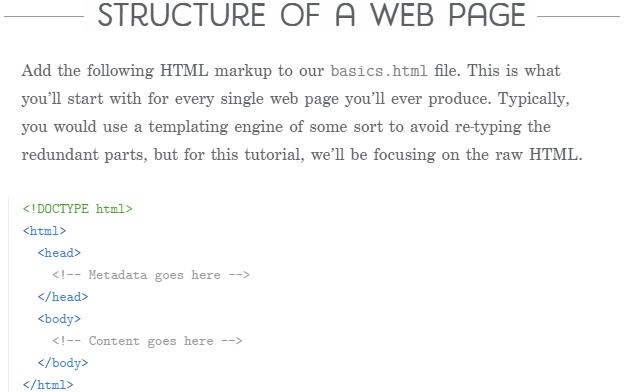 STRUCTURE OF A WEB PAGE
Add the following HTML markup to our basics.html file. This is what
you’ll start with for every single web page you’ll ever produce. Typically,
you would use a templating engine of some sort to avoid re-typing the
redundant parts, but for this tutorial, we’ll be focusing on the raw HTML.
<!DOCTYPE html>
<html>
  <head>
    <!-- Metadata goes here -->
  </head>
  <body>
    <!-- Content goes here -->
  </body>
</html>